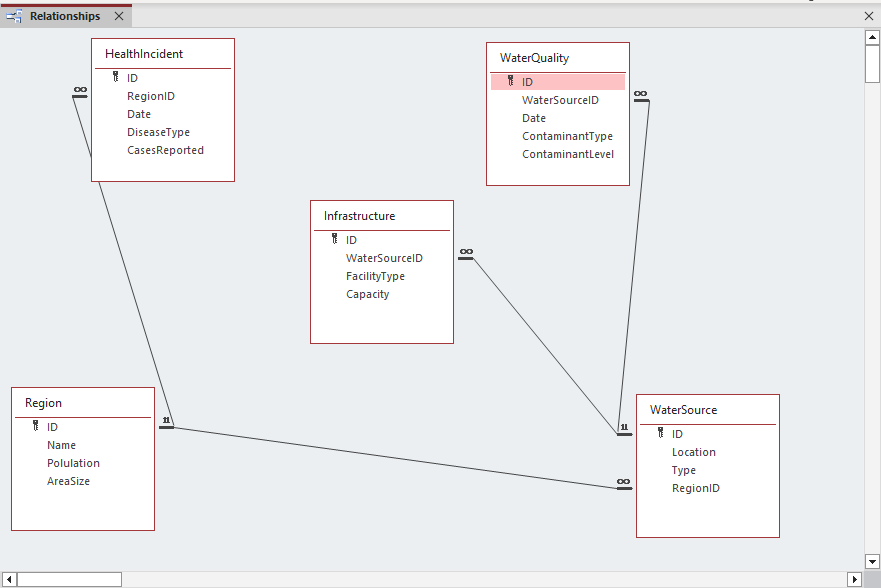 Relationships
HealthIncident
ID
RegionID
Date
DiseaseType
CasesReported
WaterQuality
ID
WaterSourceID
Date
ContaminantType
ContaminantLevel
Infrastructure
ID
WaterSourceID
FacilityType
Capacity
Region
ID
Name
Polulation
AreaSize
WaterSource
ID
Location
Type
RegionID
∞
∞
∞
1
1
∞